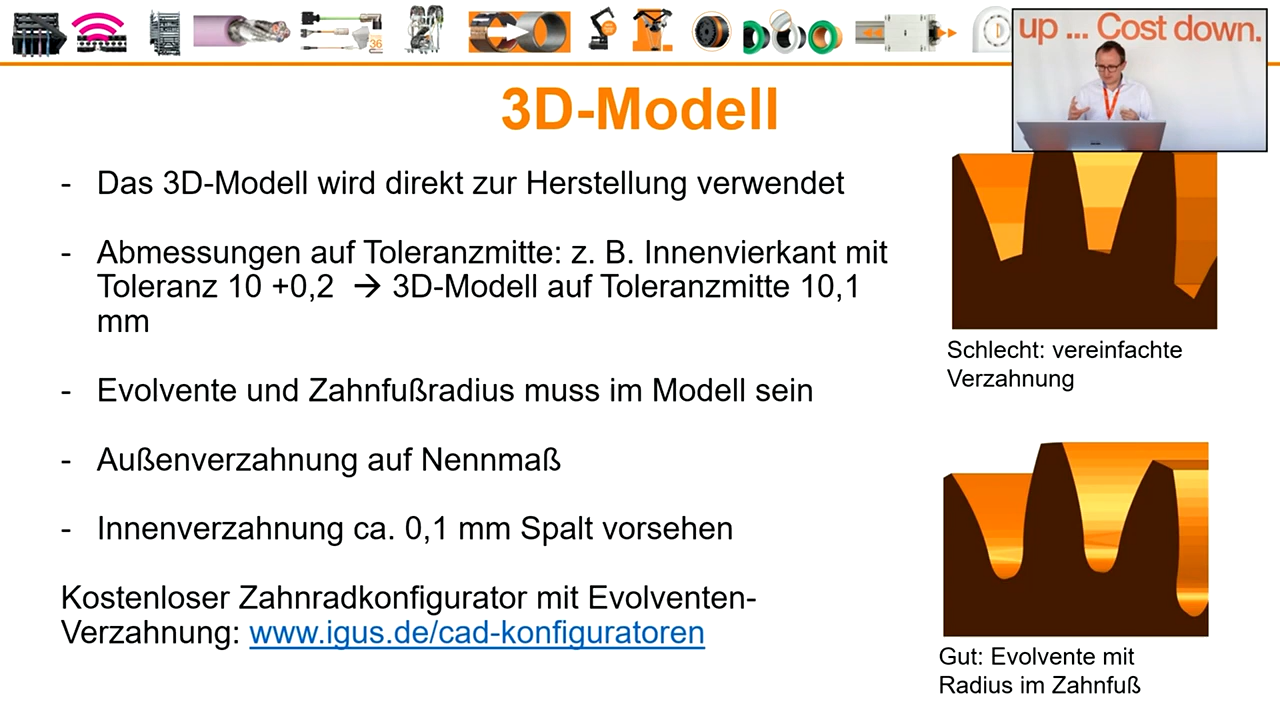 up ... Cost down.
36
3D-Modell
- Das 3D-Modell wird direkt zur Herstellung verwendet
- Abmessungen auf Toleranzmitte: z. B. Innenvierkant mit
Toleranz 10 +0,2 → 3D-Modell auf Toleranzmitte 10,1
mm
- Evolvente und Zahnfußradius muss im Modell sein
- Außenverzahnung auf Nennmaß
- Innenverzahnung ca. 0,1 mm Spalt vorsehen
Kostenloser Zahnradkonfigurator mit Evolventen-
Verzahnung: www.igus.de/cad-konfiguratoren
Schlecht: vereinfachte
Verzahnung
Gut: Evolvente mit
Radius im Zahnfuß